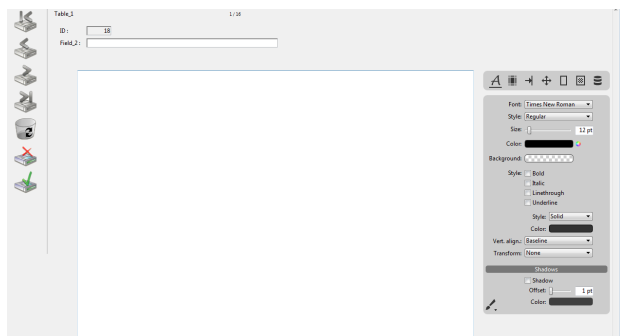 Table_1 1 / 16
ID : 18
Field_2 :
Font: Times New Roman
Style: Regular
Size: 12 pt
Color:
Background:
Style: Bold
Italic
Linethrough
Underline
Style: Solid
Color:
Vert. align.: Baseline
Transform: None
Shadows
Shadow
Offset: 1 pt
Color: